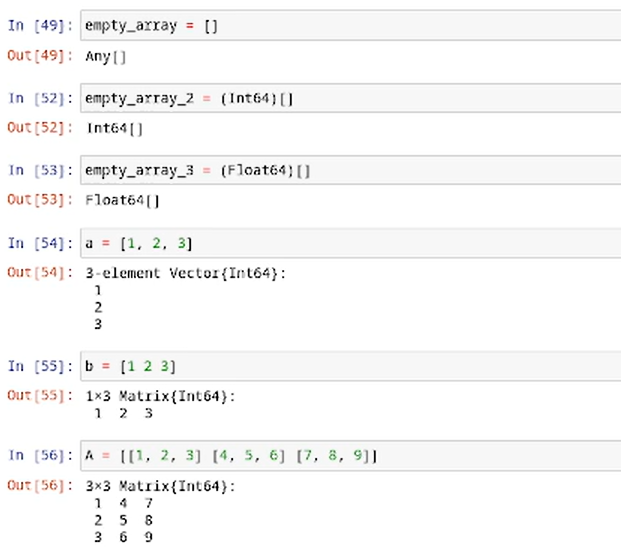 In [49]: empty_array = []
Out[49]: Any[]
In [52]: empty_array_2 = (Int64)[]
Out[52]: Int64[]
In [53]: empty_array_3 = (Float64)[]
Out[53]: Float64[]
In [54]: a = [1, 2, 3]
Out[54]: 3-element Vector{Int64}:
1
2
3
In [55]: b = [1 2 3]
Out[55]: 1×3 Matrix{Int64}:
1 2 3
In [56]: A = [[1, 2, 3] [4, 5, 6] [7, 8, 9]]
Out[56]: 3×3 Matrix{Int64}:
1 4 7
2 5 8
3 6 9